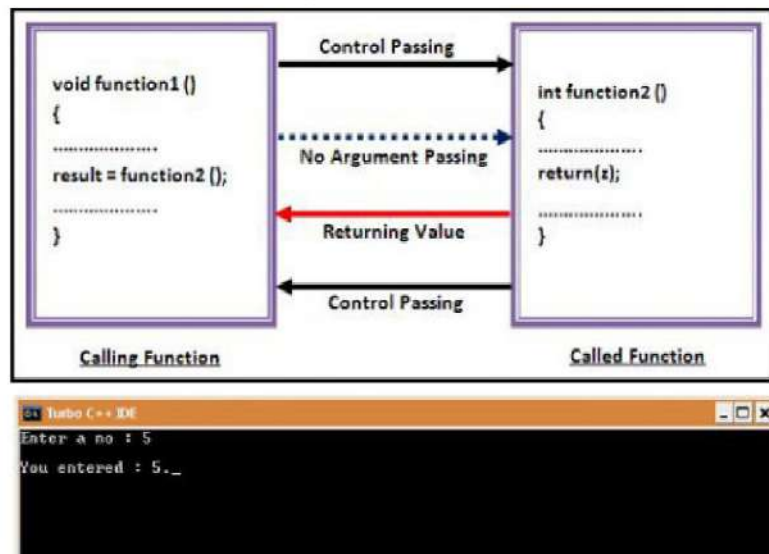 Control Passing
void function1 ()
{
.....................
result = function2 ();
.....................
}
No Argument Passing
Returning Value
Control Passing
int function2 ()
{
.....................
return(z);
.....................
}
Calling Function
Called Function
Turbo C++ IDE
Enter a no : 5
You entered : 5._